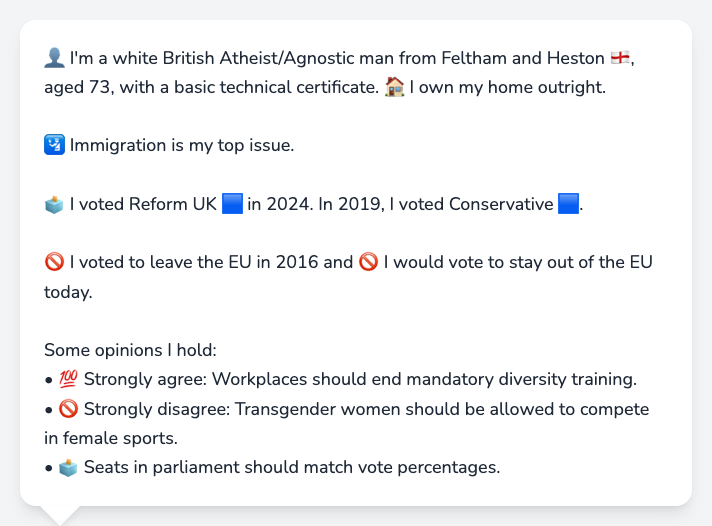 👤 I'm a white British Atheist/Agnostic man from Feltham and Heston 🏴󠁧󠁢󠁥󠁮󠁧󠁿,
aged 73, with a basic technical certificate. 🏠 I own my home outright.
🛂 Immigration is my top issue.
🗳️ I voted Reform UK 🟦 in 2024. In 2019, I voted Conservative 🟦.
🚫 I voted to leave the EU in 2016 and 🚫 I would vote to stay out of the EU
today.
Some opinions I hold:
• 💯 Strongly agree: Workplaces should end mandatory diversity training.
• 🚫 Strongly disagree: Transgender women should be allowed to compete
in female sports.
• 🗳️ Seats in parliament should match vote percentages.